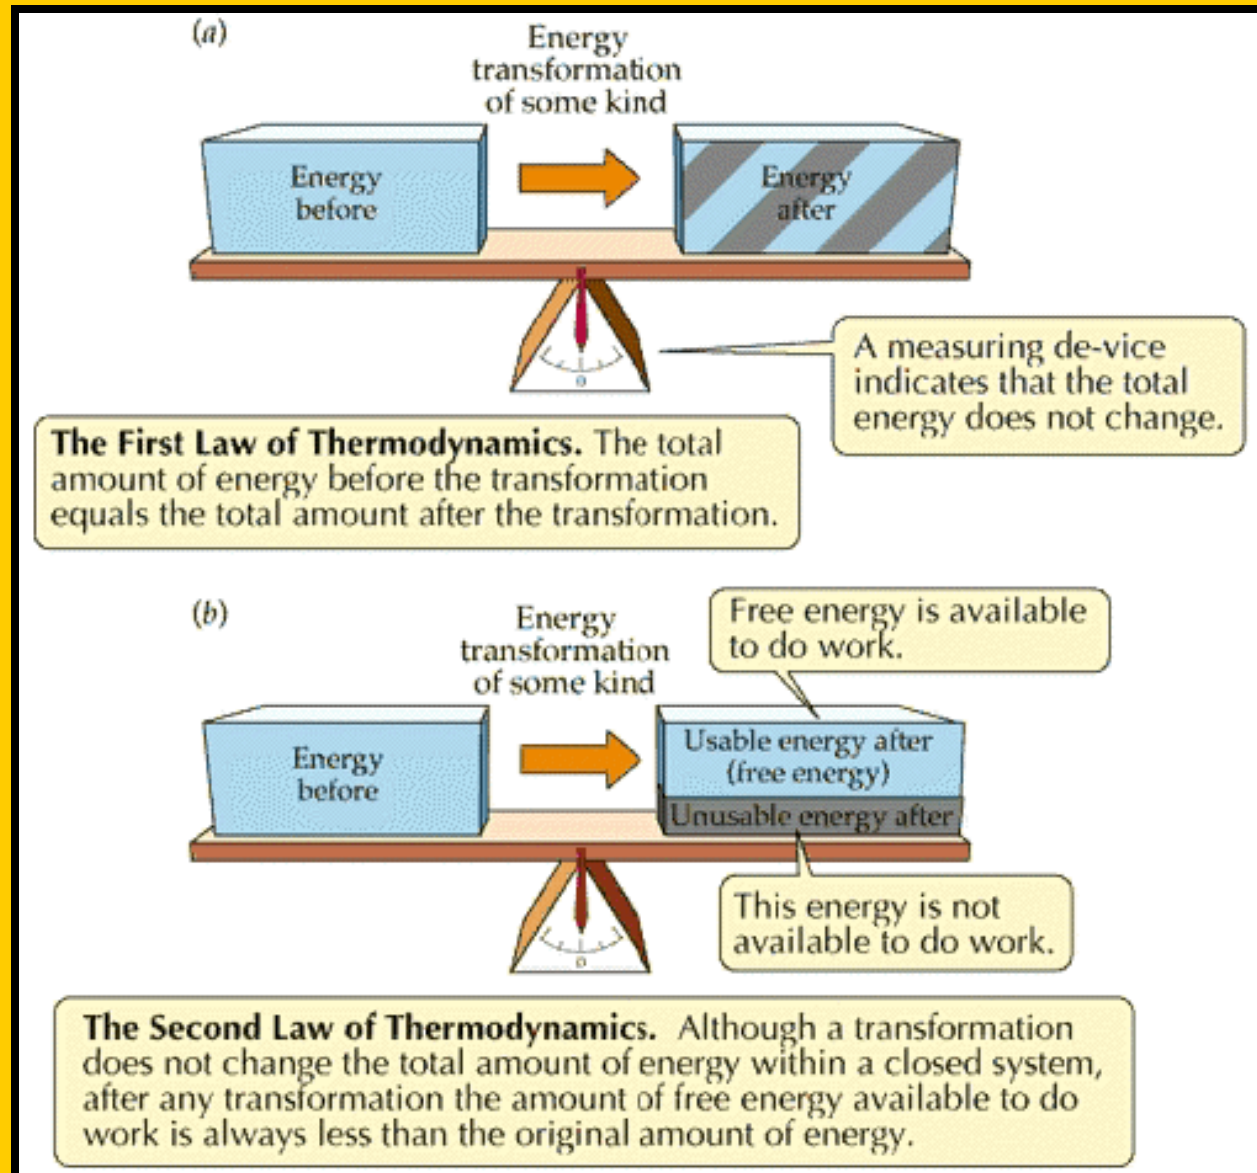 (a)
Energy
transformation
of some kind
Energy
before
Energy
after
0
A measuring de-vice
indicates that the total
energy does not change.
The First Law of Thermodynamics. The total
amount of energy before the transformation
equals the total amount after the transformation.
(b)
Energy
transformation
of some kind
Free energy is available
to do work.
Energy
before
Usable energy after
(free energy)
Unusable energy after
0
This energy is not
available to do work.
The Second Law of Thermodynamics. Although a transformation
does not change the total amount of energy within a closed system,
after any transformation the amount of free energy available to do
work is always less than the original amount of energy.